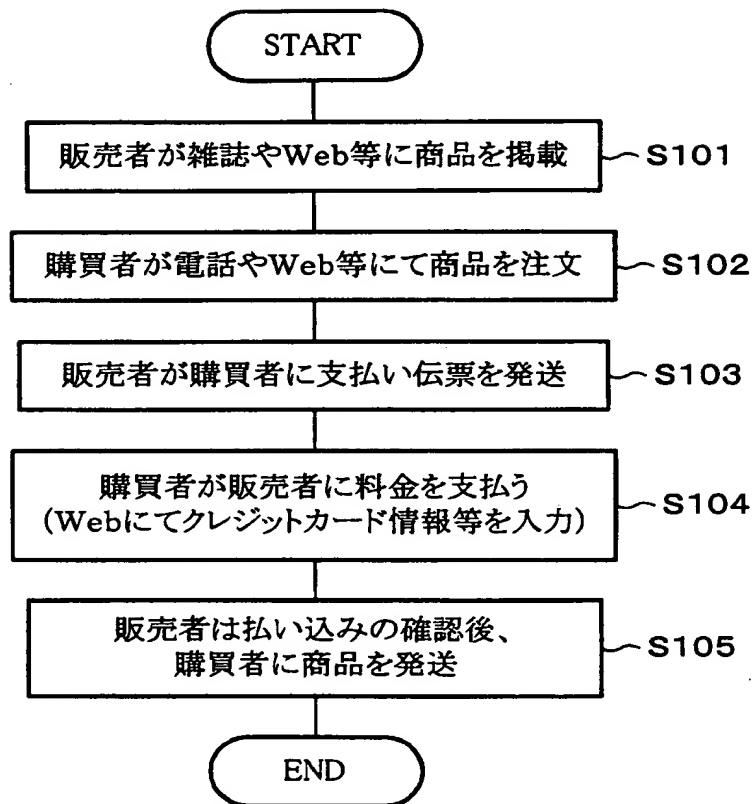 START
販売者が雑誌やWeb等に商品を掲載 S101
購買者が電話やWeb等にて商品を注文 S102
販売者が購買者に支払い伝票を発送 S103
購買者が販売者に料金を支払う
(Webにてクレジットカード情報等を入力) S104
販売者は払い込みの確認後、
購買者に商品を発送 S105
END